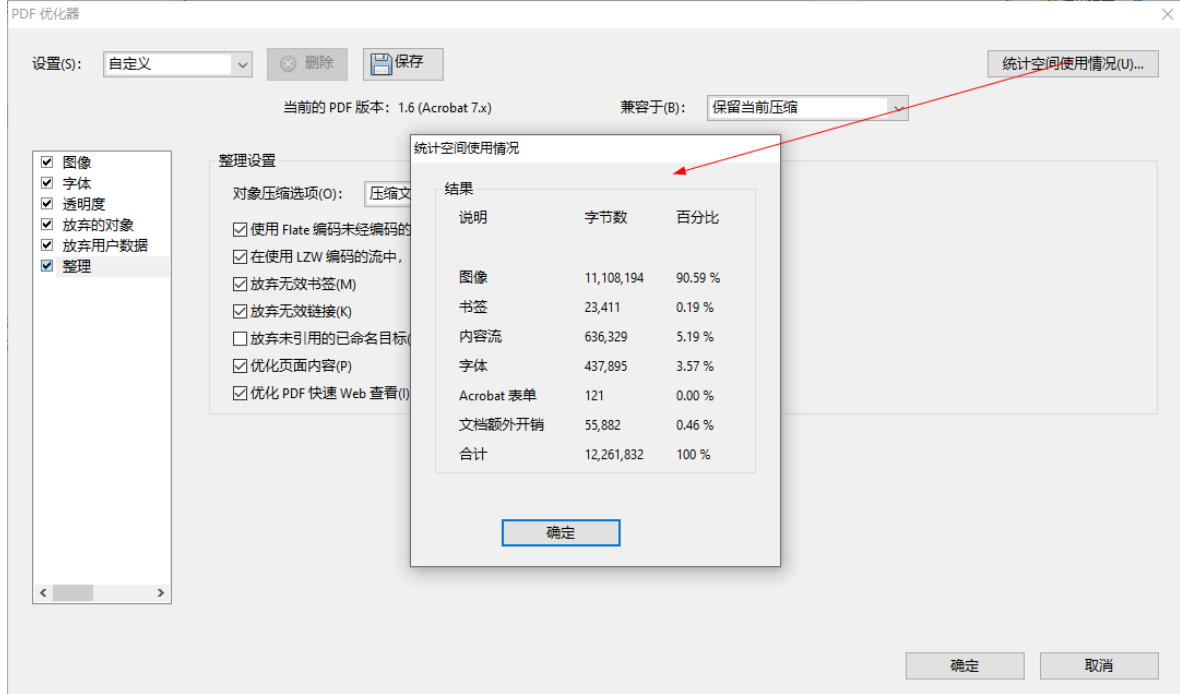 PDF 优化器
设置(S): 自定义 删除 保存 统计空间使用情况(U)...
当前的 PDF 版本: 1.6 (Acrobat 7.x) 兼容于(B): 保留当前压缩
图像
字体
透明度
放弃的对象
放弃用户数据
整理
整理设置
对象压缩选项(O): 压缩文
使用 Flate 编码未经编码的
在使用 LZW 编码的流中,
放弃无效书签(M)
放弃无效链接(K)
放弃未引用的已命名目标(
优化页面内容(P)
优化 PDF 快速 Web 查看(I)
统计空间使用情况
结果
说明 字节数 百分比
图像 11,108,194 90.59 %
书签 23,411 0.19 %
内容流 636,329 5.19 %
字体 437,895 3.57 %
Acrobat 表单 121 0.00 %
文档额外开销 55,882 0.46 %
合计 12,261,832 100 %
确定
确定 取消